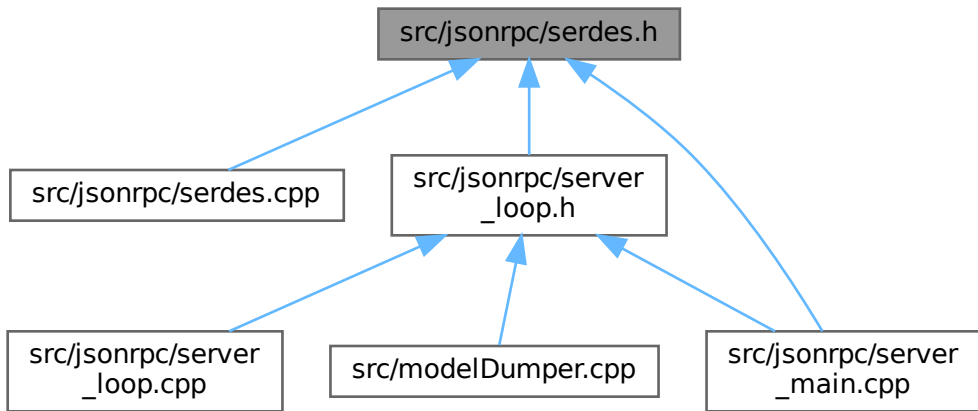 src/jsonrpc/serdes.h
src/jsonrpc/serdes.cpp
src/jsonrpc/server
_loop.h
src/jsonrpc/server
_loop.cpp
src/modelDumper.cpp
src/jsonrpc/server
_main.cpp